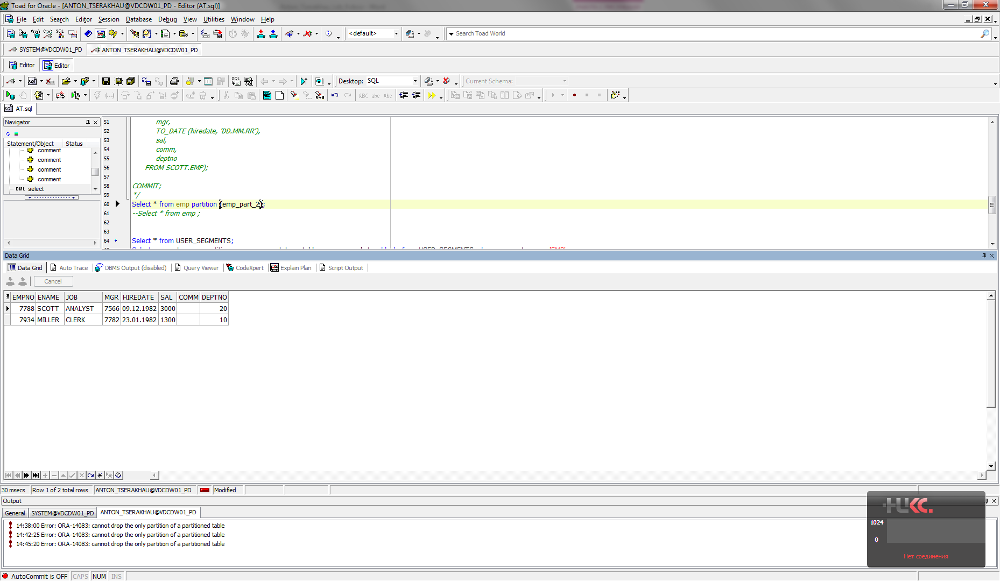 Toad for Oracle - [ANTON_TSERAKHAU@VDCDW01_PD - Editor (AT.sql)]
File Edit Search Editor Session Database Debug View Utilities Window Help
<default> Search Toad World
SYSTEM@VDCDW01_PD ANTON_TSERAKHAU@VDCDW01_PD
Editor Editor
Desktop: SQL Current Schema:
AT.sql
Navigator
Statement/Object Status
comment
comment
comment
comment
DML select
51 mgr,
52 TO_DATE (hiredate, 'DD.MM.RR'),
53 sal,
54 comm,
55 deptno
56 FROM SCOTT.EMP);
57
58 COMMIT;
59 */
60 Select * from emp partition (emp_part_2);
61 --Select * from emp ;
62
63
64 Select * from USER_SEGMENTS;
Data Grid
Data Grid Auto Trace DBMS Output (disabled) Query Viewer CodeXpert Explain Plan Script Output
Cancel
EMPNO ENAME JOB MGR HIREDATE SAL COMM DEPTNO
7788 SCOTT ANALYST 7566 09.12.1982 3000 20
7934 MILLER CLERK 7782 23.01.1982 1300 10
30 msecs Row 1 of 2 total rows ANTON_TSERAKHAU@VDCDW01_PD Modified
Output
General SYSTEM@VDCDW01_PD ANTON_TSERAKHAU@VDCDW01_PD
14:38:00 Error: ORA-14083: cannot drop the only partition of a partitioned table
14:42:25 Error: ORA-14083: cannot drop the only partition of a partitioned table
14:45:20 Error: ORA-14083: cannot drop the only partition of a partitioned table
1024
0
Нет соединения
AutoCommit is OFF CAPS NUM INS